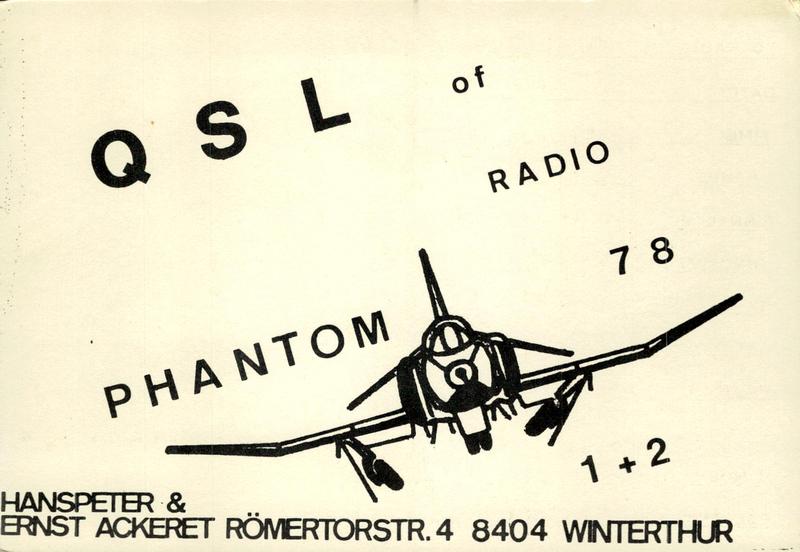 QSL of
RADIO
78
PHANTOM
1+2
HANSPETER &
ERNST ACKERET RÖMERTORSTR. 4 8404 WINTERTHUR